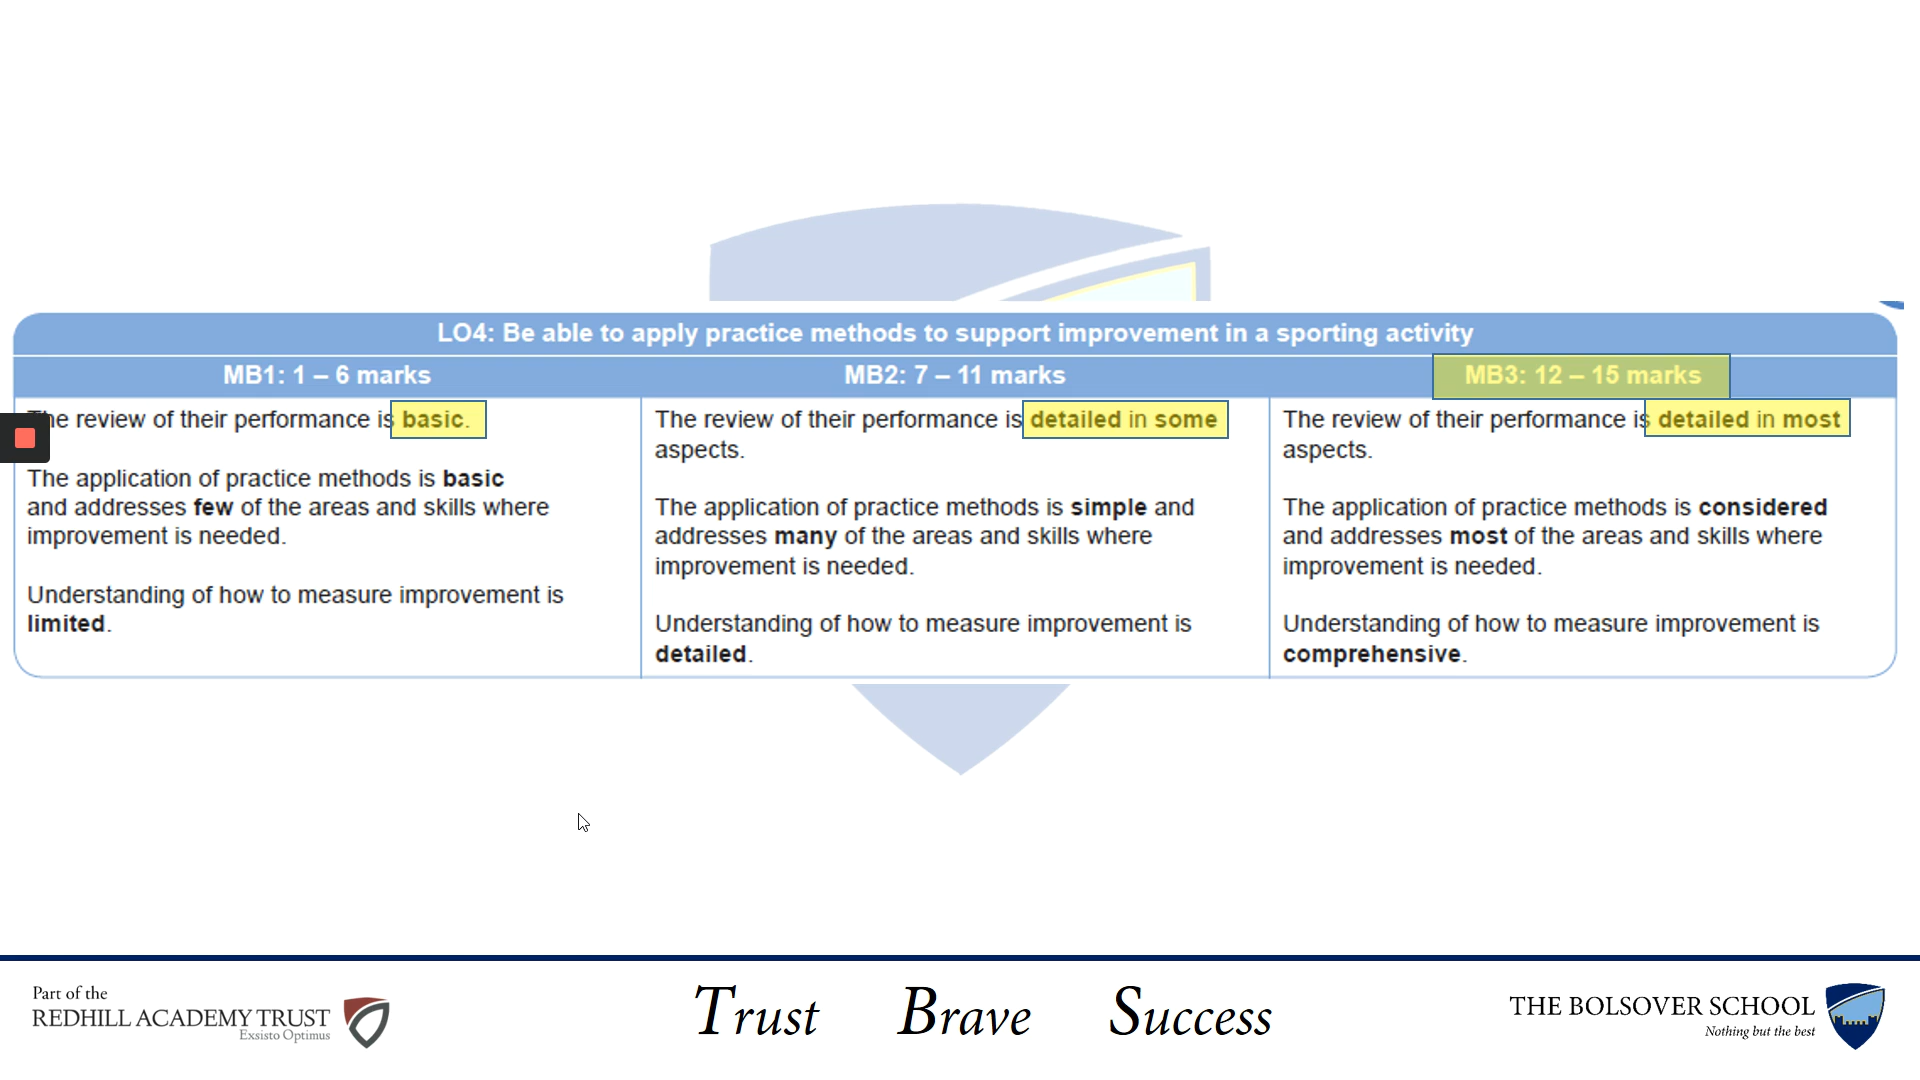 LO4: Be able to apply practice methods to support improvement in a sporting activity
MB1: 1 – 6 marks
MB2: 7 – 11 marks
MB3: 12 – 15 marks
The review of their performance is basic.
The application of practice methods is basic
and addresses few of the areas and skills where
improvement is needed.
Understanding of how to measure improvement is
limited.
The review of their performance is detailed in some
aspects.
The application of practice methods is simple and
addresses many of the areas and skills where
improvement is needed.
Understanding of how to measure improvement is
detailed.
The review of their performance is detailed in most
aspects.
The application of practice methods is considered
and addresses most of the areas and skills where
improvement is needed.
Understanding of how to measure improvement is
comprehensive.
Part of the
REDHILL ACADEMY TRUST
Exsisto Optimus
Trust Brave Success
THE BOLSOVER SCHOOL
Nothing but the best